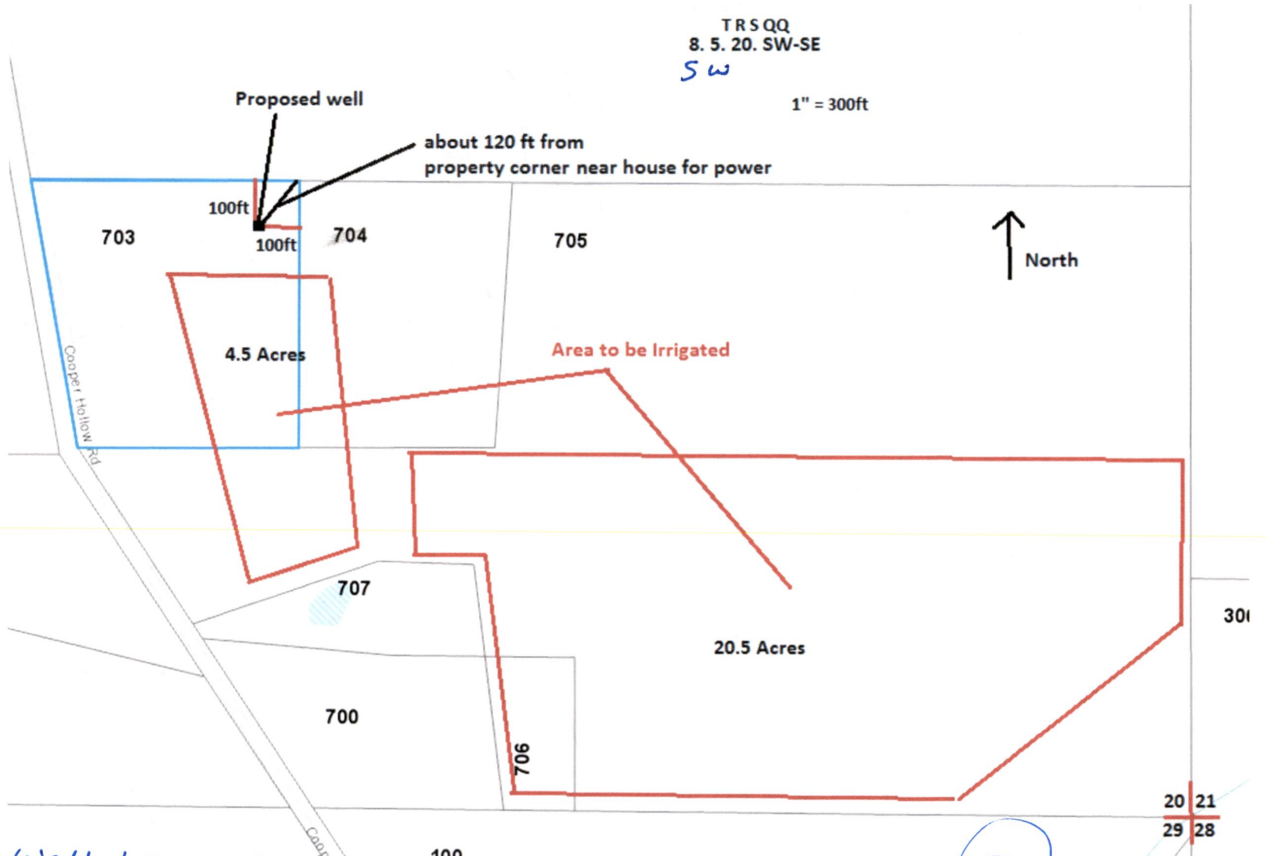 T R S QQ
8. 5. 20. SW-SE
SW
1" = 300ft
Proposed well
about 120 ft from
property corner near house for power
100ft
100ft
703
704
705
North
4.5 Acres
Area to be Irrigated
Cooper Hollow Rd
707
20.5 Acres
700
706
20 21
29 28